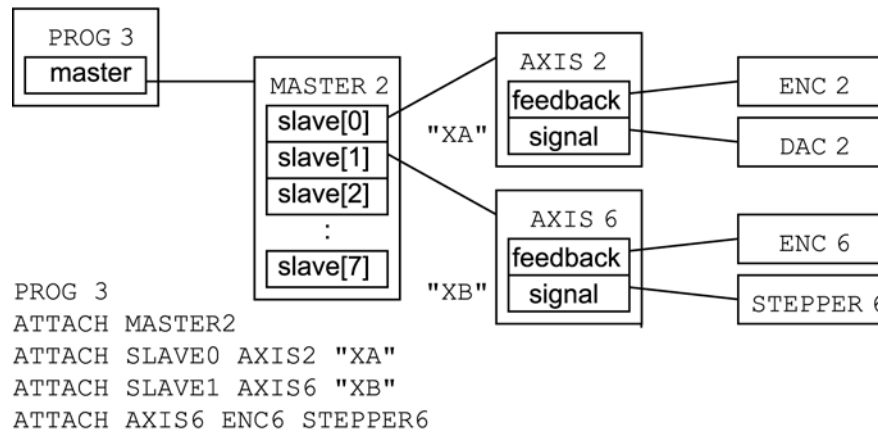 PROG 3
master
MASTER 2
slave[0]
slave[1]
slave[2]
:
slave[7]
"XA"
AXIS 2
feedback
signal
ENC 2
DAC 2
"XB"
AXIS 6
feedback
signal
ENC 6
STEPPER 6
PROG 3
ATTACH MASTER2
ATTACH SLAVE0 AXIS2 "XA"
ATTACH SLAVE1 AXIS6 "XB"
ATTACH AXIS6 ENC6 STEPPER6